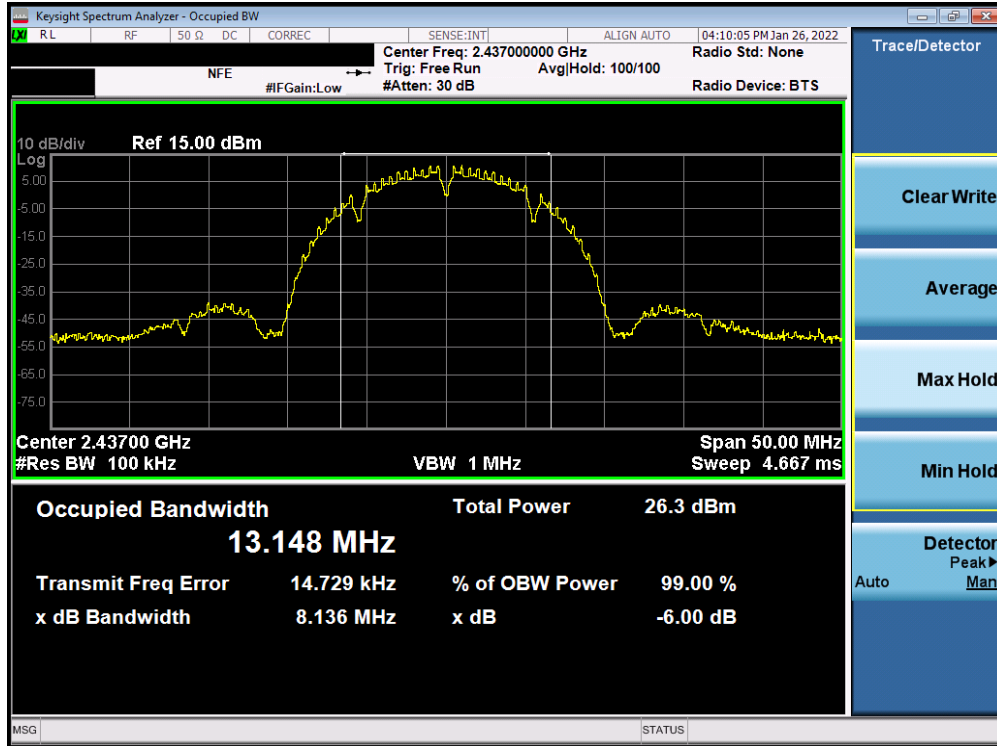 Keysight Spectrum Analyzer - Occupied BW
LXI RL RF 50 Ω DC CORREC SENSE:INT ALIGN AUTO 04:10:05 PM Jan 26, 2022
Center Freq: 2.437000000 GHz Radio Std: None
NFE Trig: Free Run Avg|Hold: 100/100
#IFGain:Low #Atten: 30 dB Radio Device: BTS
10 dB/div Ref 15.00 dBm
Log
5.00
-5.00
-15.0
-25.0
-35.0
-45.0
-55.0
-65.0
-75.0
Center 2.43700 GHz Span 50.00 MHz
#Res BW 100 kHz VBW 1 MHz Sweep 4.667 ms
Occupied Bandwidth Total Power 26.3 dBm
13.148 MHz
Transmit Freq Error 14.729 kHz % of OBW Power 99.00 %
x dB Bandwidth 8.136 MHz x dB -6.00 dB
MSG STATUS
Trace/Detector
Clear Write
Average
Max Hold
Min Hold
Detector
Peak▶
Auto Man